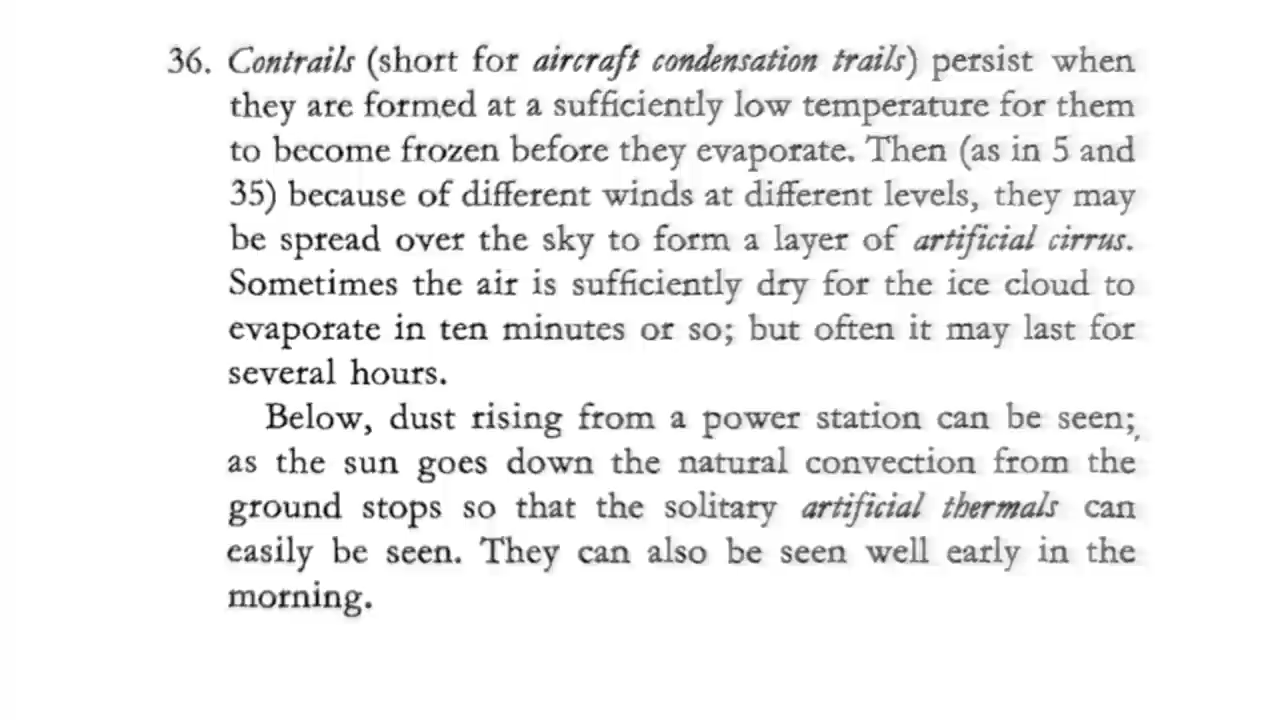 36. Contrails (short for aircraft condensation trails) persist when
they are formed at a sufficiently low temperature for them
to become frozen before they evaporate. Then (as in 5 and
35) because of different winds at different levels, they may
be spread over the sky to form a layer of artificial cirrus.
Sometimes the air is sufficiently dry for the ice cloud to
evaporate in ten minutes or so; but often it may last for
several hours.
Below, dust rising from a power station can be seen;
as the sun goes down the natural convection from the
ground stops so that the solitary artificial thermals can
easily be seen. They can also be seen well early in the
morning.